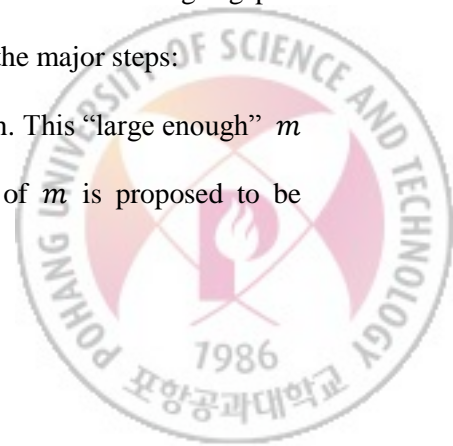 the major steps:
n. This “large enough” 𝑚
of 𝑚 is proposed to be
POHANG UNIVERSITY OF SCIENCE AND TECHNOLOGY
1986
포항공과대학교